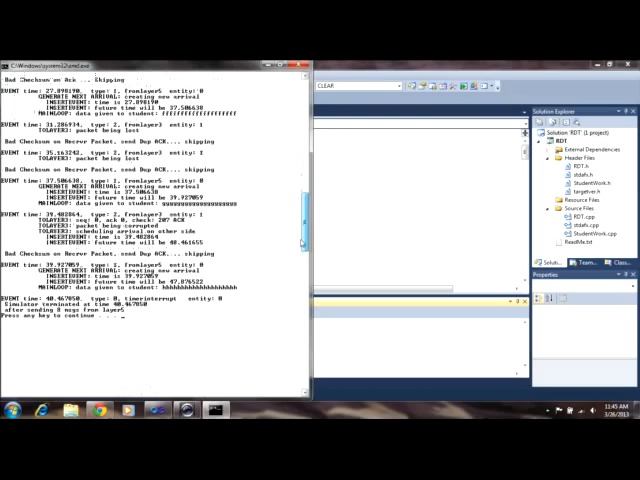 C:\Windows\system32\cmd.exe
Bad Checksum on Ack ... Skipping
EVENT time: 27.898190, type: 1, fromlayer5 entity: 0
GENERATE NEXT ARRIVAL: creating new arrival
INSERTEVENT: time is 27.898190
INSERTEVENT: future time will be 37.506638
MAINLOOP: data given to student: ffffffffffffffffffff
EVENT time: 31.286934, type: 2, fromlayer3 entity: 1
TOLAYER3: packet being lost
Bad Checksum on Recvr Packet, send Dup ACK.... skipping
EVENT time: 35.163242, type: 2, fromlayer3 entity: 1
TOLAYER3: packet being lost
Bad Checksum on Recvr Packet, send Dup ACK.... skipping
EVENT time: 37.506638, type: 1, fromlayer5 entity: 0
GENERATE NEXT ARRIVAL: creating new arrival
INSERTEVENT: time is 37.506638
INSERTEVENT: future time will be 39.927059
MAINLOOP: data given to student: gggggggggggggggggggg
EVENT time: 39.482864, type: 2, fromlayer3 entity: 1
TOLAYER3: seq: 0, ack 0, check: 207 ACK
TOLAYER3: packet being corrupted
TOLAYER3: scheduling arrival on other side
INSERTEVENT: time is 39.482864
INSERTEVENT: future time will be 48.461655
Bad Checksum on Recvr Packet, send Dup ACK.... skipping
EVENT time: 39.927059, type: 1, fromlayer5 entity: 0
GENERATE NEXT ARRIVAL: creating new arrival
INSERTEVENT: time is 39.927059
INSERTEVENT: future time will be 47.876522
MAINLOOP: data given to student: hhhhhhhhhhhhhhhhhhhh
EVENT time: 40.467850, type: 0, timerinterrupt entity: 0
Simulator terminated at time 40.467850
after sending 8 msgs from layer5
Press any key to continue . . . _
CLEAR
Solution Explorer
Solution 'RDT' (1 project)
RDT
External Dependencies
Header Files
RDT.h
stdafx.h
StudentWork.h
targetver.h
Resource Files
Source Files
RDT.cpp
stdafx.cpp
StudentWork.cpp
ReadMe.txt
Solut...
Team...
Class...
Properties
11:45 AM
3/26/2013